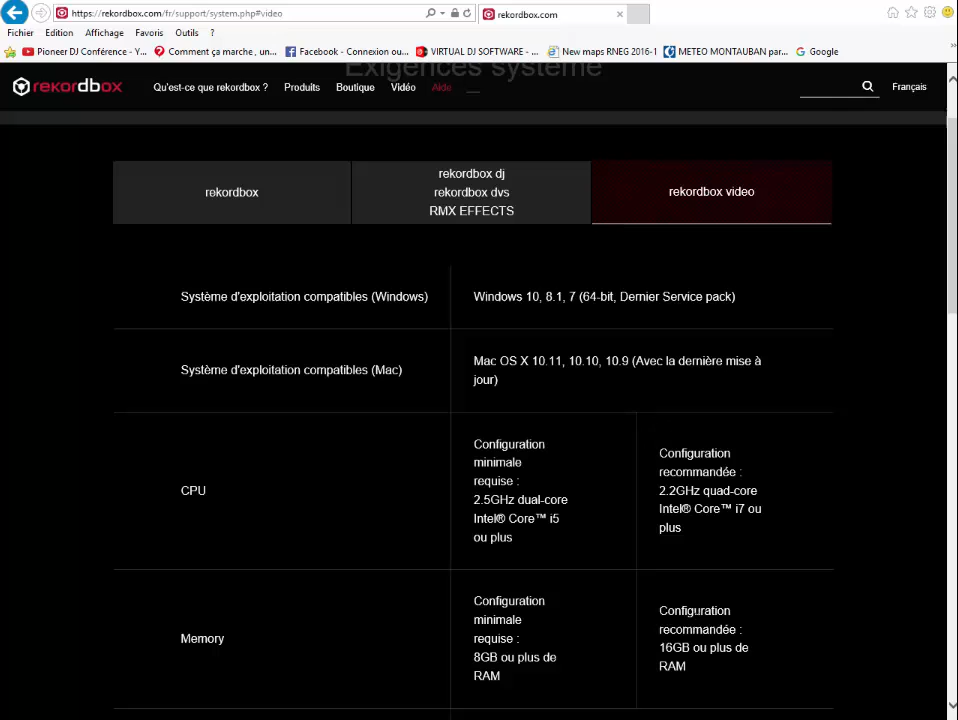 https://rekordbox.com/fr/support/system.php#video
rekordbox.com
Fichier Edition Affichage Favoris Outils ?
Pioneer DJ Conférence - Y... Comment ça marche , un... Facebook - Connexion ou... VIRTUAL DJ SOFTWARE - ... New maps RNEG 2016-1 METEO MONTAUBAN par... Google
Exigences système
rekordbox Qu'est-ce que rekordbox ? Produits Boutique Vidéo Aide Français
rekordbox
rekordbox dj
rekordbox dvs
RMX EFFECTS
rekordbox video
Système d'exploitation compatibles (Windows) Windows 10, 8.1, 7 (64-bit, Dernier Service pack)
Système d'exploitation compatibles (Mac)
Mac OS X 10.11, 10.10, 10.9 (Avec la dernière mise à
jour)
CPU
Configuration
minimale
requise :
2.5GHz dual-core
Intel® Core™ i5
ou plus
Configuration
recommandée :
2.2GHz quad-core
Intel® Core™ i7 ou
plus
Memory
Configuration
minimale
requise :
8GB ou plus de
RAM
Configuration
recommandée :
16GB ou plus de
RAM